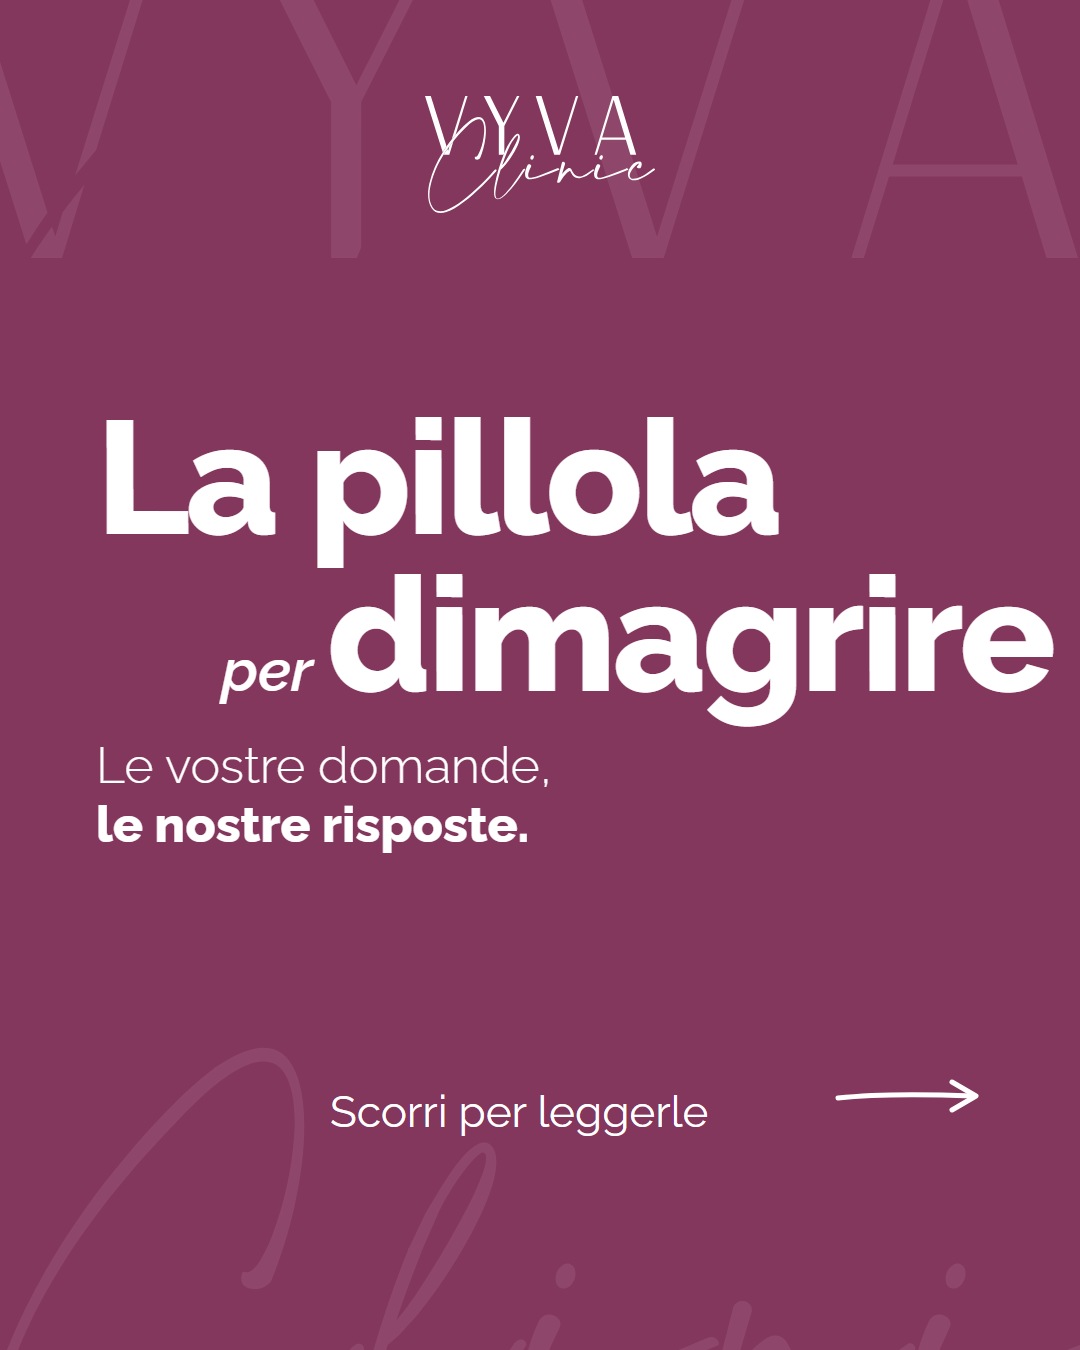 VYVA
Clinic
La pillola
per dimagrire
Le vostre domande,
le nostre risposte.
Scorri per leggerle